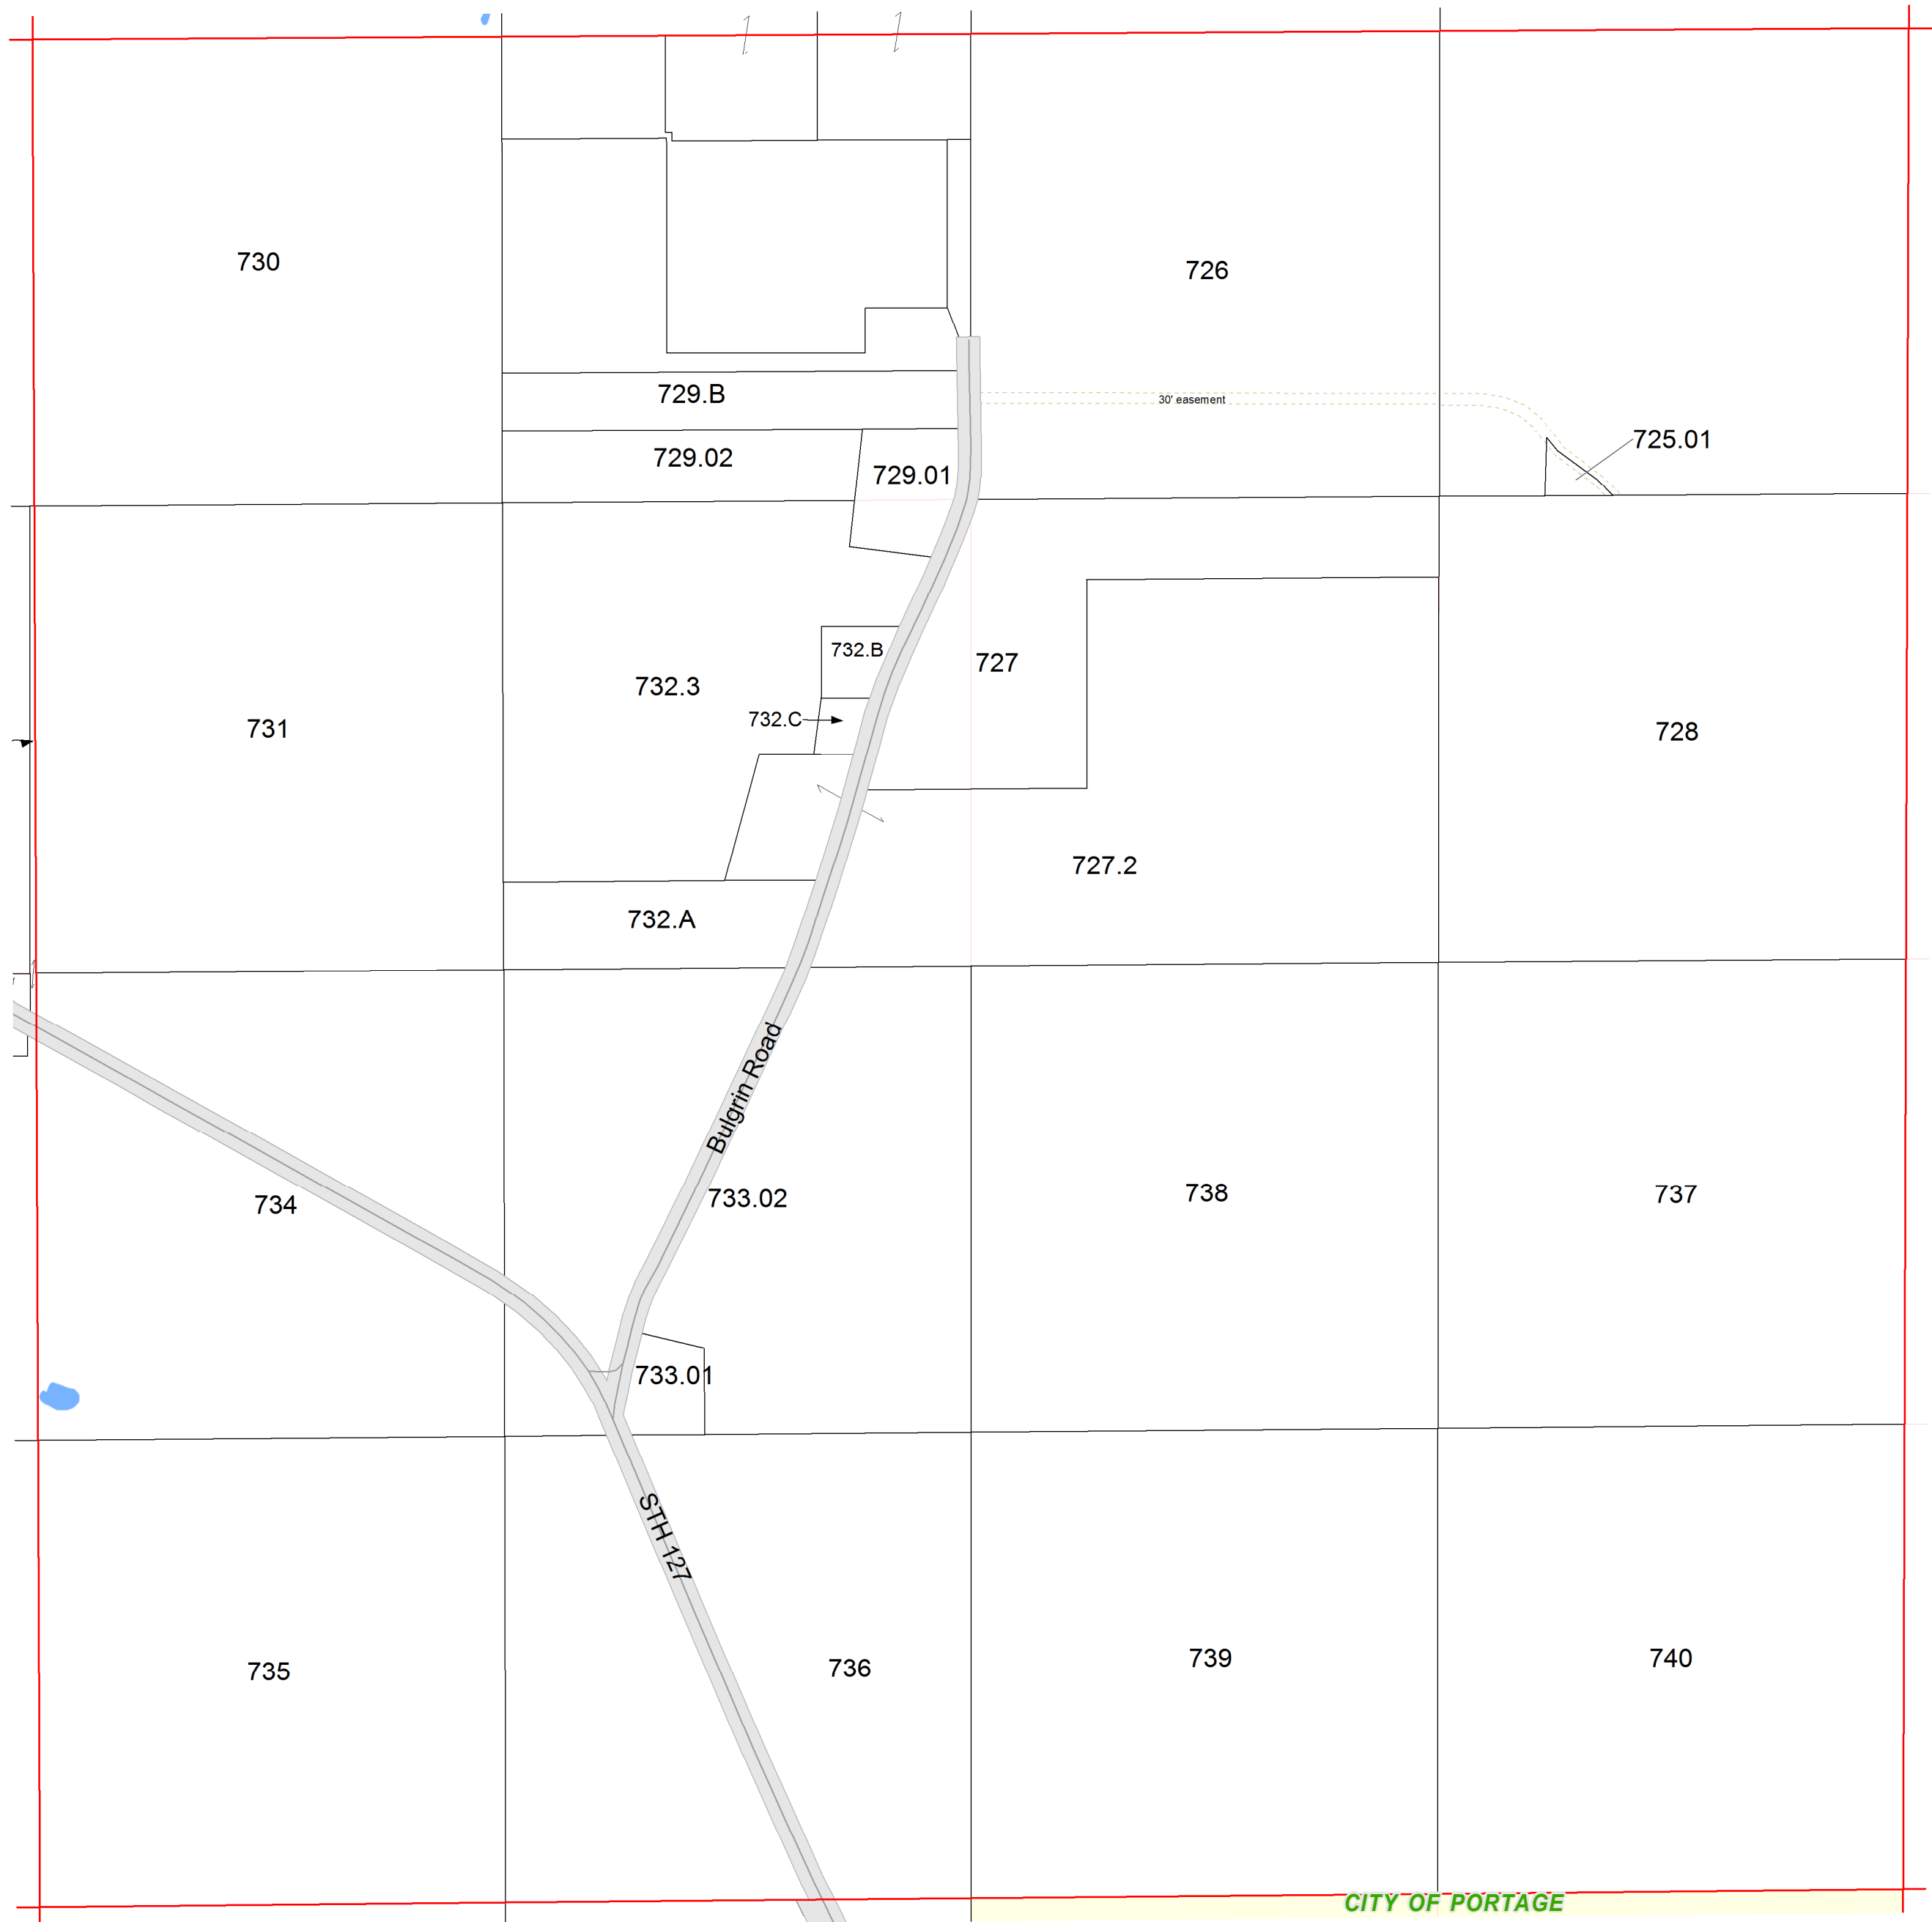 730
726
729.B
30' easement
725.01
729.02
729.01
732.B
727
732.3
732.C
731
728
727.2
732.A
Bulgrin Road
738
737
733.02
734
733.01
STH 127
739
740
736
735
CITY OF PORTAGE